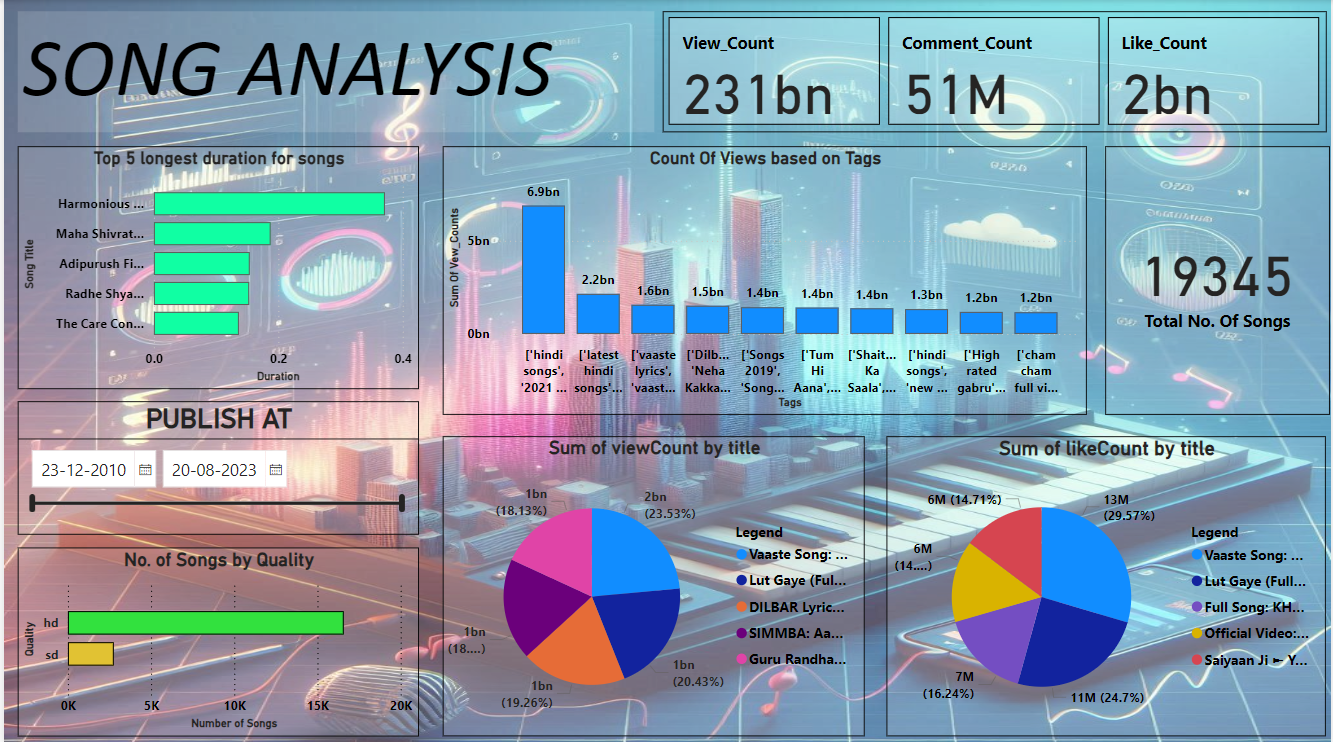 SONG ANALYSIS
View_Count
231bn
Comment_Count
51M
Like_Count
2bn
Top 5 longest duration for songs
Song Title
Harmonious ...
Maha Shivrat...
Adipurush Fi...
Radhe Shya...
The Care Con...
0.0 0.2 0.4
Duration
Count Of Views based on Tags
Sum Of Vew_Counts
5bn
0bn
6.9bn
2.2bn
1.6bn
1.5bn
1.4bn
1.4bn
1.4bn
1.3bn
1.2bn
1.2bn
['hindi
songs',
'2021 ...
['latest
hindi
songs'...
['vaaste
lyrics',
'vaast...
['Dilb...
'Neha
Kakka...
['Songs
2019',
'Song...
['Tum
Hi
Aana',...
['Shait...
Ka
Saala',...
['hindi
songs',
'new ...
['High
rated
gabru'...
['cham
cham
full vi...
Tags
19345
Total No. Of Songs
PUBLISH AT
23-12-2010
20-08-2023
No. of Songs by Quality
Quality
hd
sd
0K 5K 10K 15K 20K
Number of Songs
Sum of viewCount by title
2bn
(23.53%)
1bn
(20.43%)
1bn
(19.26%)
1bn
(18....)
1bn
(18.13%)
Legend
Vaaste Song: ...
Lut Gaye (Ful...
DILBAR Lyric...
SIMMBA: Aa...
Guru Randha...
Sum of likeCount by title
13M
(29.57%)
11M (24.7%)
7M
(16.24%)
6M
(14....)
6M (14.71%)
Legend
Vaaste Song: ...
Lut Gaye (Full...
Full Song: KH...
Official Video:...
Saiyaan Ji ► Y...